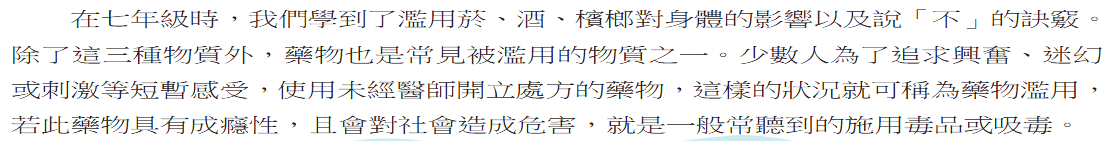 在七年級時，我們學到了濫用菸、酒、檳榔對身體的影響以及說「不」的訣竅。
除了這三種物質外，藥物也是常見被濫用的物質之一。少數人為了追求興奮、迷幻
或刺激等短暫感受，使用未經醫師開立處方的藥物，這樣的狀況就可稱為藥物濫用，
若此藥物具有成癮性，且會對社會造成危害，就是一般常聽到的施用毒品或吸毒。